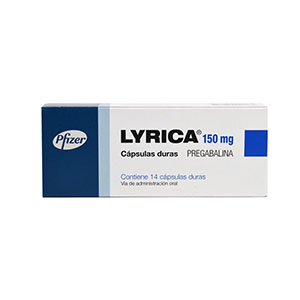 Pfizer
LYRICA® 150 mg
Cápsulas duras PREGABALINA
Contiene 14 cápsulas duras
Vía de administración oral